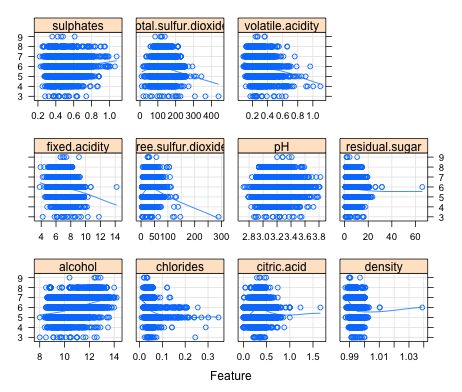 sulphates
otal.sulfur.dioxide
volatile.acidity
9
8
7
6
5
4
3
0.2 0.4 0.6 0.8 1.0
0 100 200 300 400
0.2 0.4 0.6 0.8 1.0
fixed.acidity
ree.sulfur.dioxide
pH
residual.sugar
9
8
7
6
5
4
3
4 6 8 10 12 14
0 50 100 200 300
2.83.03.23.43.63.8
0 20 40 60
alcohol
chlorides
citric.acid
density
9
8
7
6
5
4
3
8 10 12 14
0.0 0.1 0.2 0.3
0.0 0.5 1.0 1.5
0.99 1.01 1.03
Feature